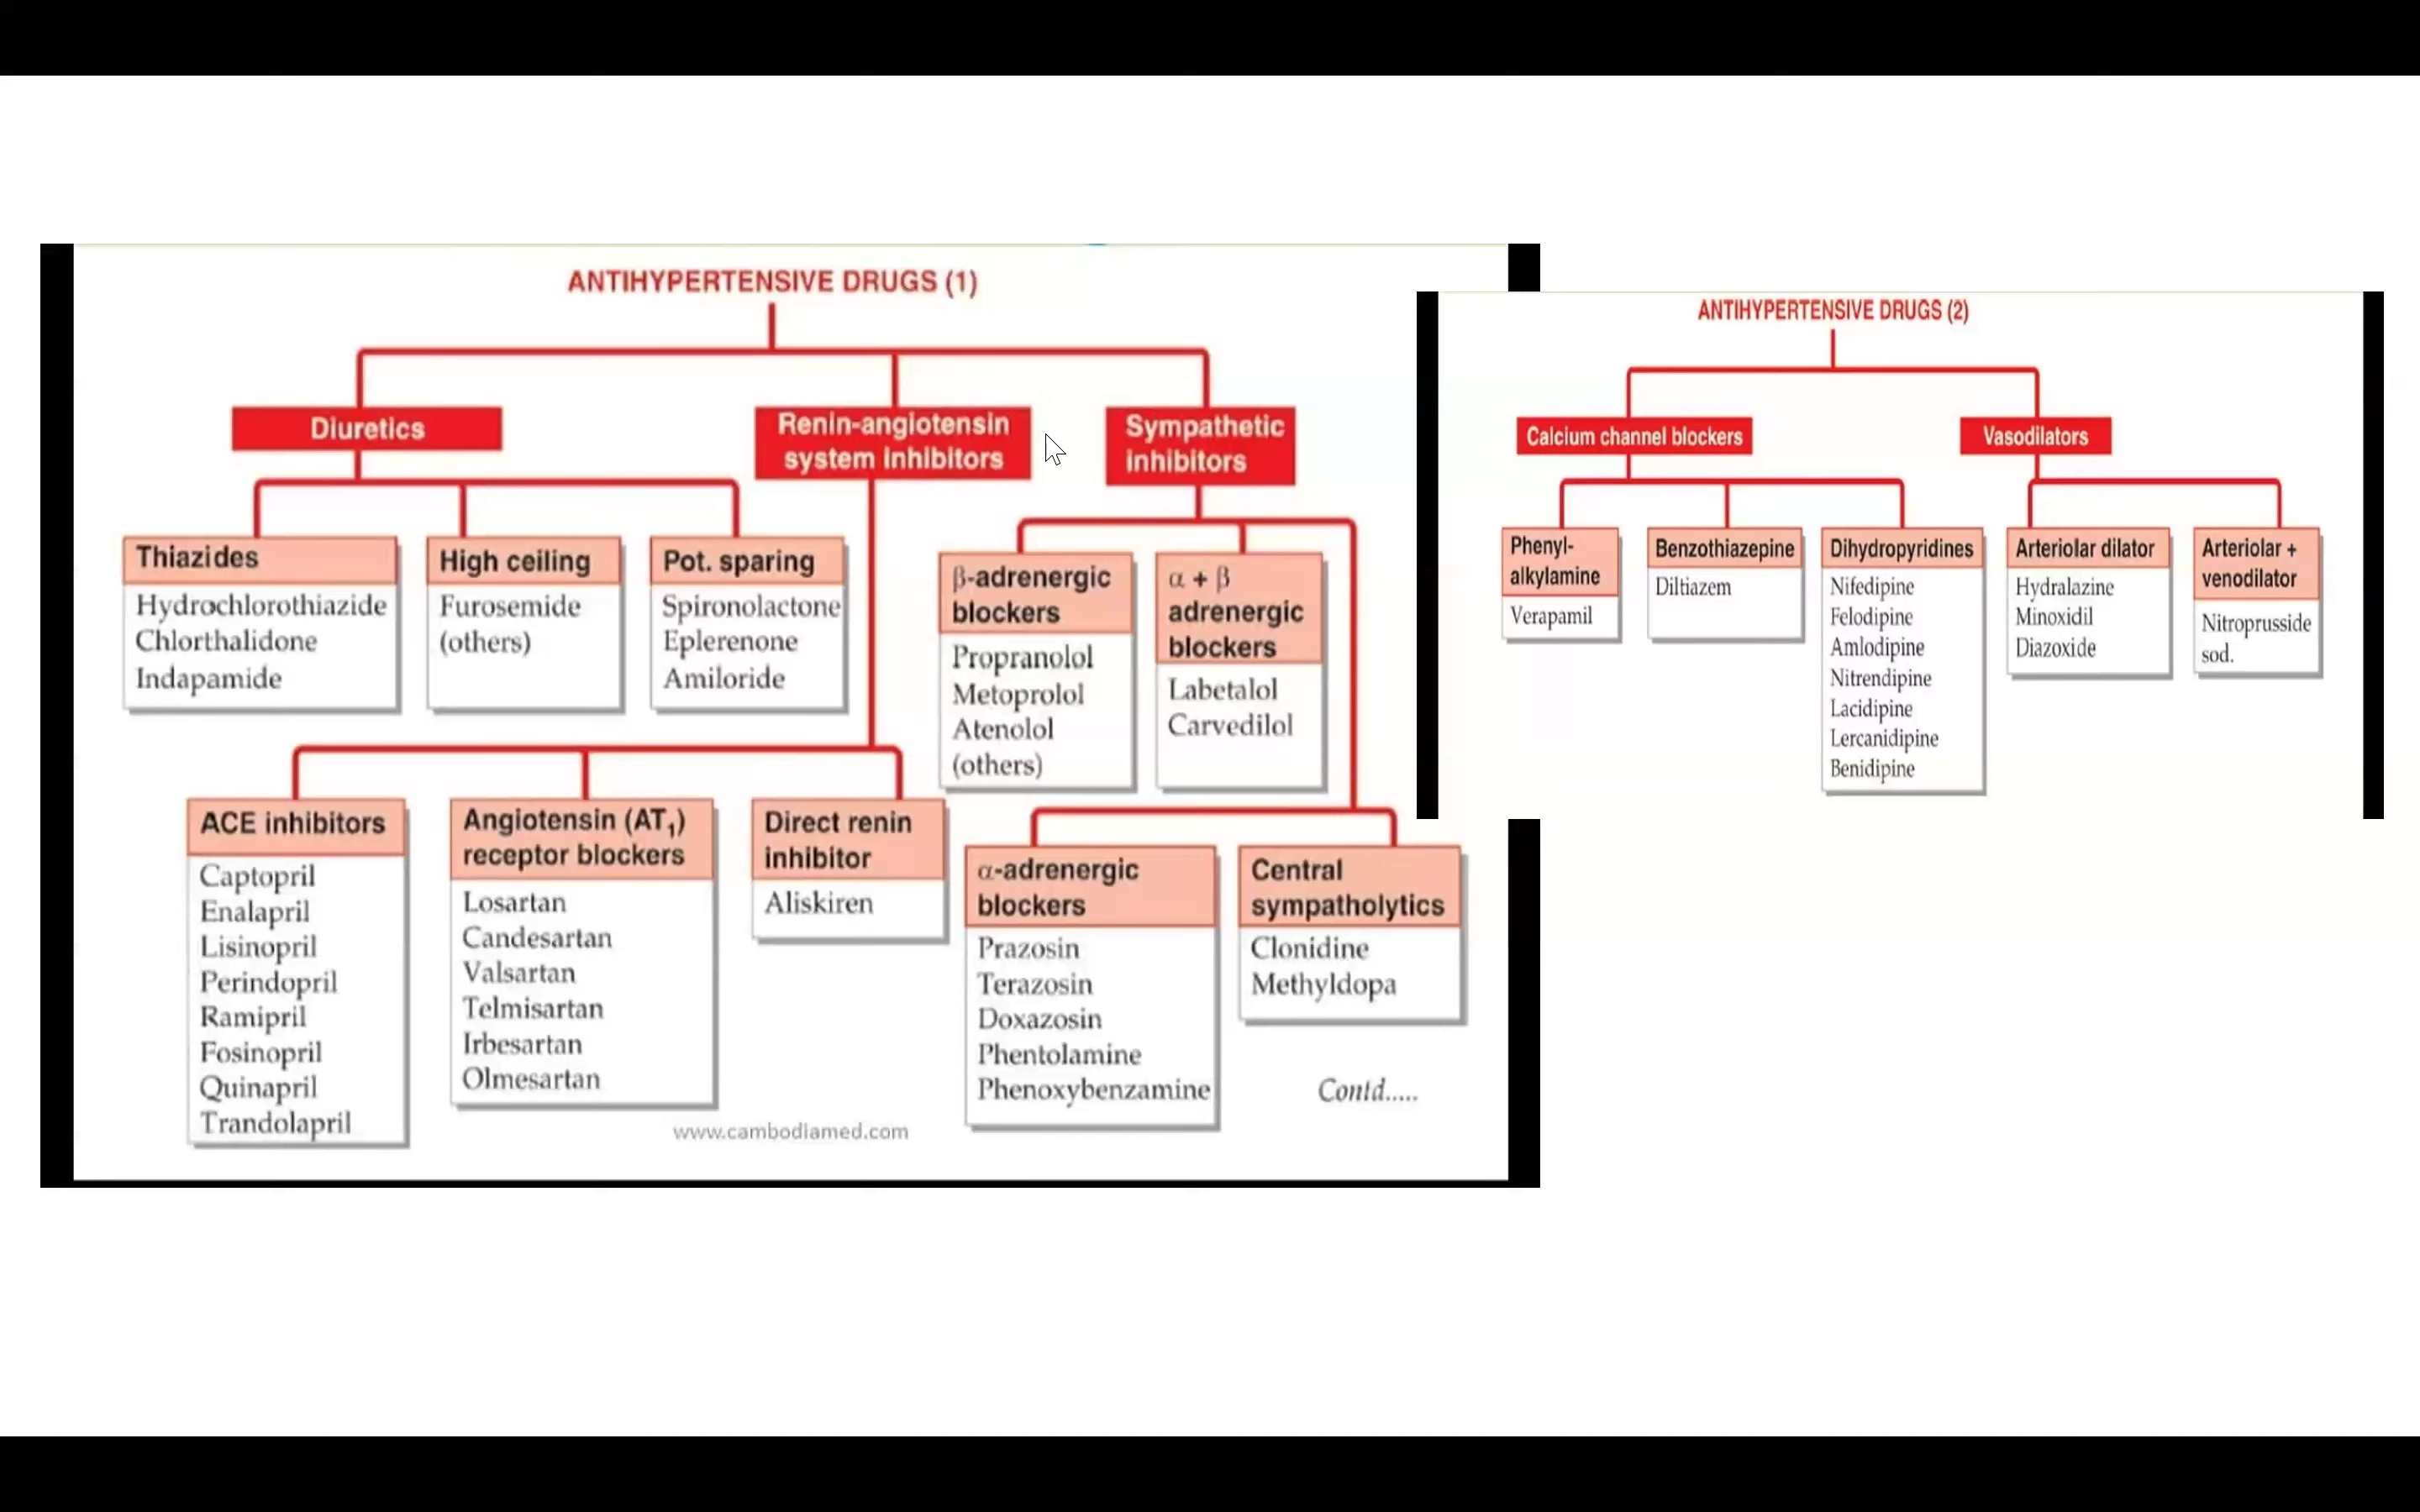 ANTIHYPERTENSIVE DRUGS (1)
Diuretics
Renin-angiotensin
system inhibitors
Sympathetic
inhibitors
Thiazides
Hydrochlorothiazide
Chlorthalidone
Indapamide
High ceiling
Furosemide
(others)
Pot. sparing
Spironolactone
Eplerenone
Amiloride
β-adrenergic
blockers
Propranolol
Metoprolol
Atenolol
(others)
α + β
adrenergic
blockers
Labetalol
Carvedilol
ACE inhibitors
Captopril
Enalapril
Lisinopril
Perindopril
Ramipril
Fosinopril
Quinapril
Trandolapril
Angiotensin (AT₁)
receptor blockers
Losartan
Candesartan
Valsartan
Telmisartan
Irbesartan
Olmesartan
Direct renin
inhibitor
Aliskiren
α-adrenergic
blockers
Prazosin
Terazosin
Doxazosin
Phentolamine
Phenoxybenzamine
Central
sympatholytics
Clonidine
Methyldopa
Contd.....
www.cambodiamed.com
ANTIHYPERTENSIVE DRUGS (2)
Calcium channel blockers
Vasodilators
Phenyl-
alkylamine
Verapamil
Benzothiazepine
Diltiazem
Dihydropyridines
Nifedipine
Felodipine
Amlodipine
Nitrendipine
Lacidipine
Lercanidipine
Benidipine
Arteriolar dilator
Hydralazine
Minoxidil
Diazoxide
Arteriolar +
venodilator
Nitroprusside
sod.